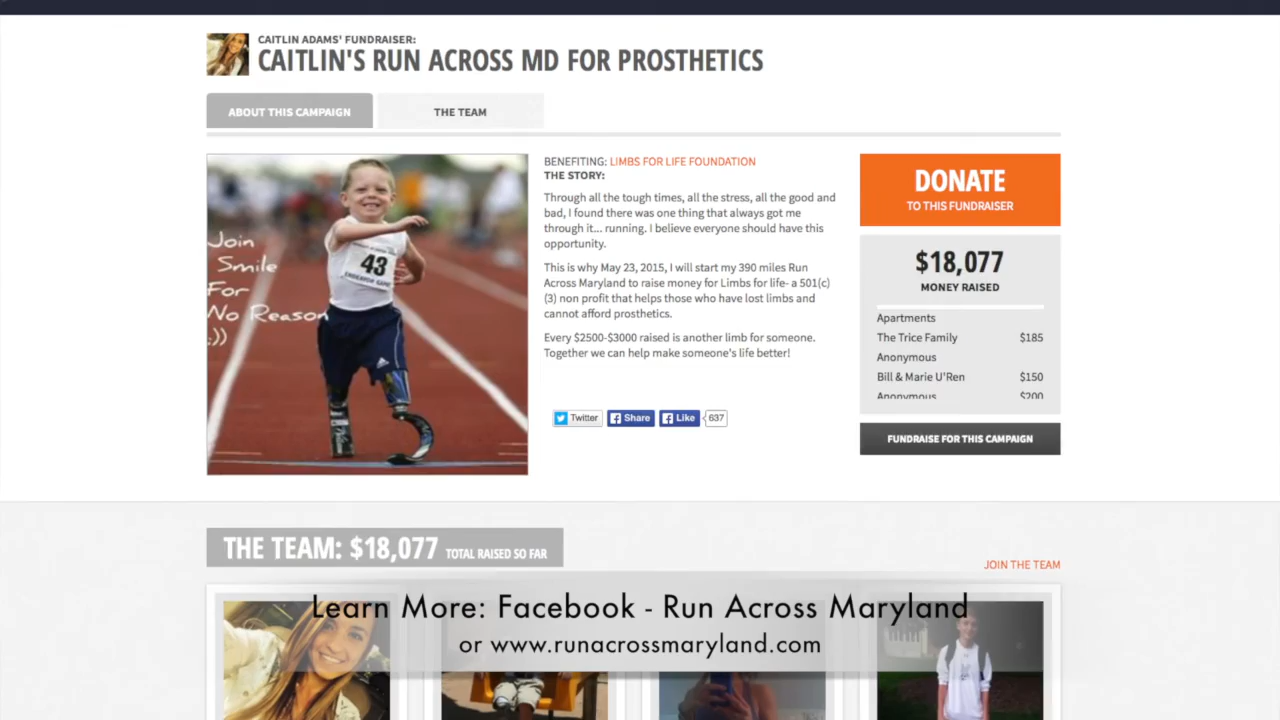 CAITLIN ADAMS' FUNDRAISER:
CAITLIN'S RUN ACROSS MD FOR PROSTHETICS
ABOUT THIS CAMPAIGN
THE TEAM
Join
Smile
For
No Reason
:))
43
BENEFITING: LIMBS FOR LIFE FOUNDATION
THE STORY:
Through all the tough times, all the stress, all the good and
bad, I found there was one thing that always got me
through it... running. I believe everyone should have this
opportunity.
This is why May 23, 2015, I will start my 390 miles Run
Across Maryland to raise money for Limbs for life- a 501(c)
(3) non profit that helps those who have lost limbs and
cannot afford prosthetics.
Every $2500-$3000 raised is another limb for someone.
Together we can help make someone's life better!
Twitter
Share
Like
637
DONATE
TO THIS FUNDRAISER
$18,077
MONEY RAISED
Apartments
The Trice Family $185
Anonymous
Bill & Marie U'Ren $150
Anonymous $200
FUNDRAISE FOR THIS CAMPAIGN
THE TEAM: $18,077 TOTAL RAISED SO FAR
JOIN THE TEAM
Learn More: Facebook - Run Across Maryland
or www.runacrossmaryland.com